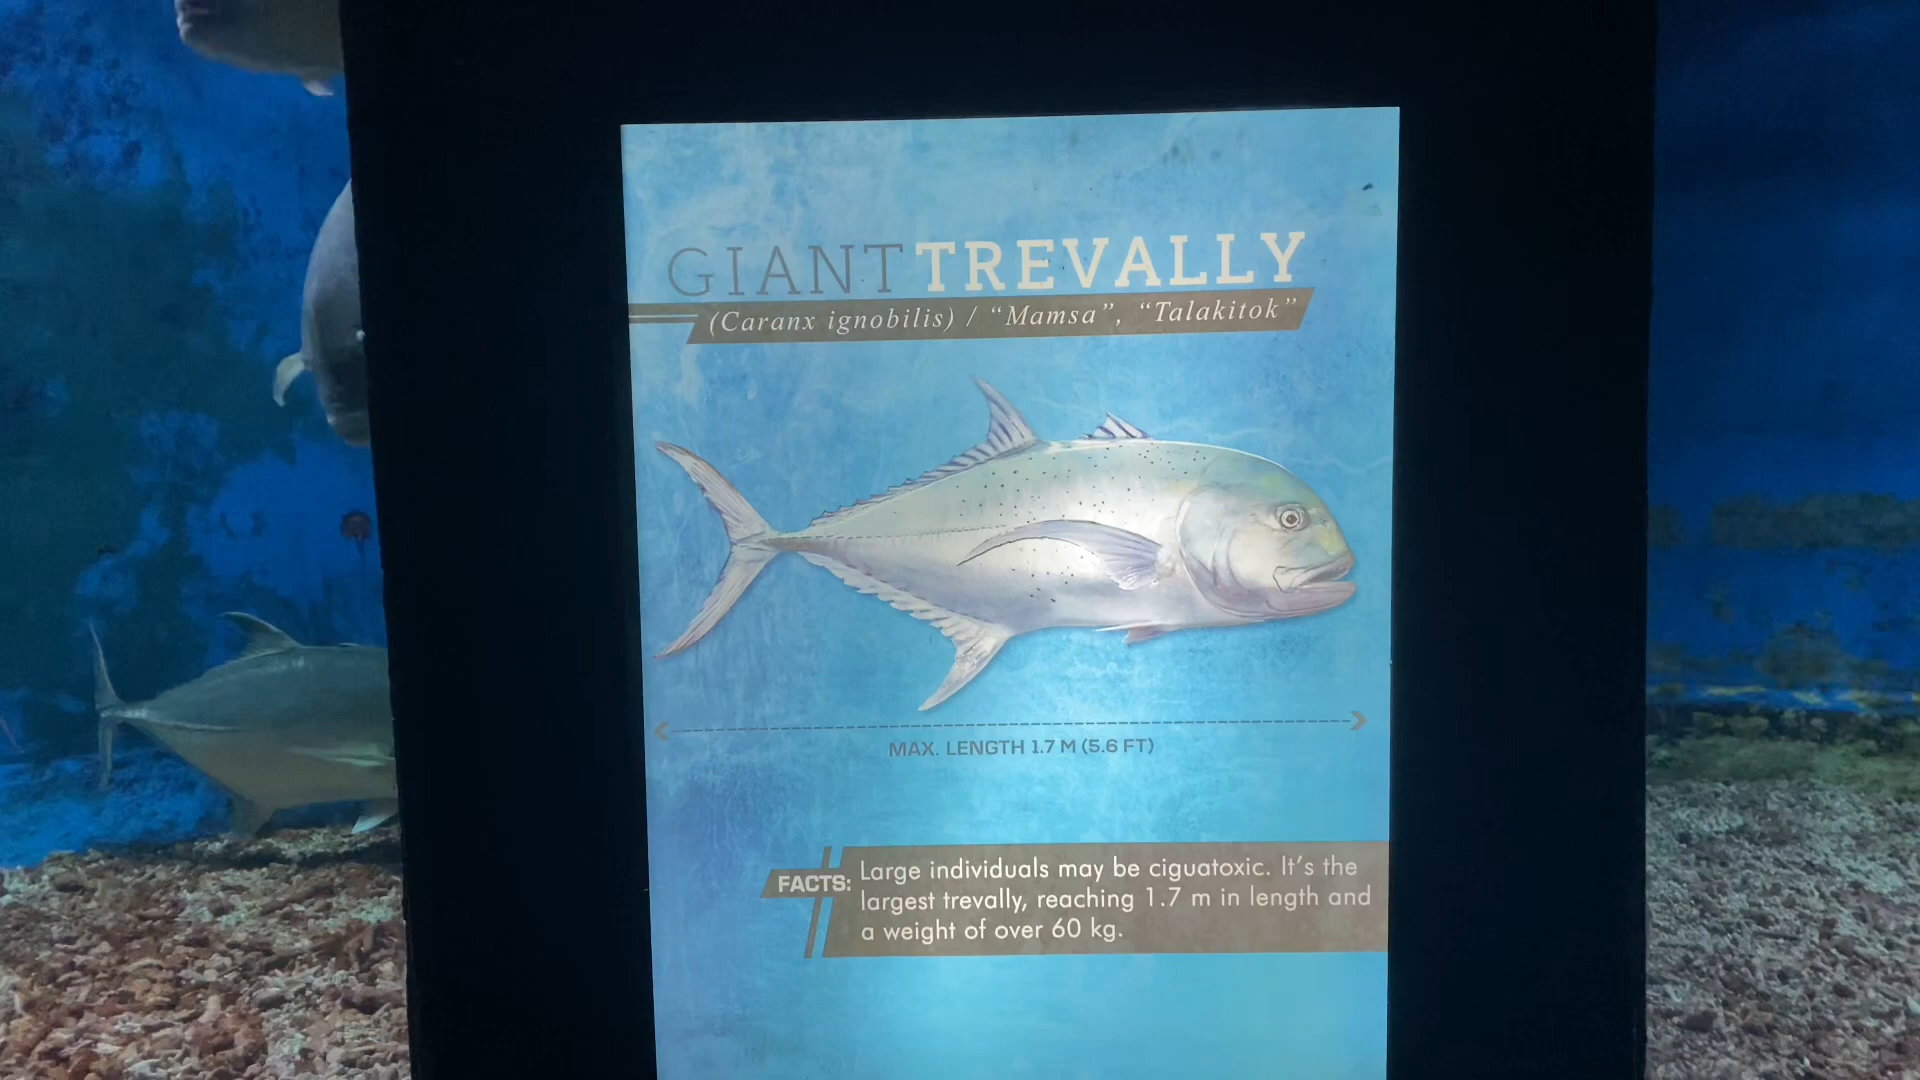 GIANT TREVALLY
(Caranx ignobilis) / “Mamsa”, “Talakitok”
MAX. LENGTH 1.7 M (5.6 FT)
FACTS: Large individuals may be ciguatoxic. It's the
largest trevally, reaching 1.7 m in length and
a weight of over 60 kg.